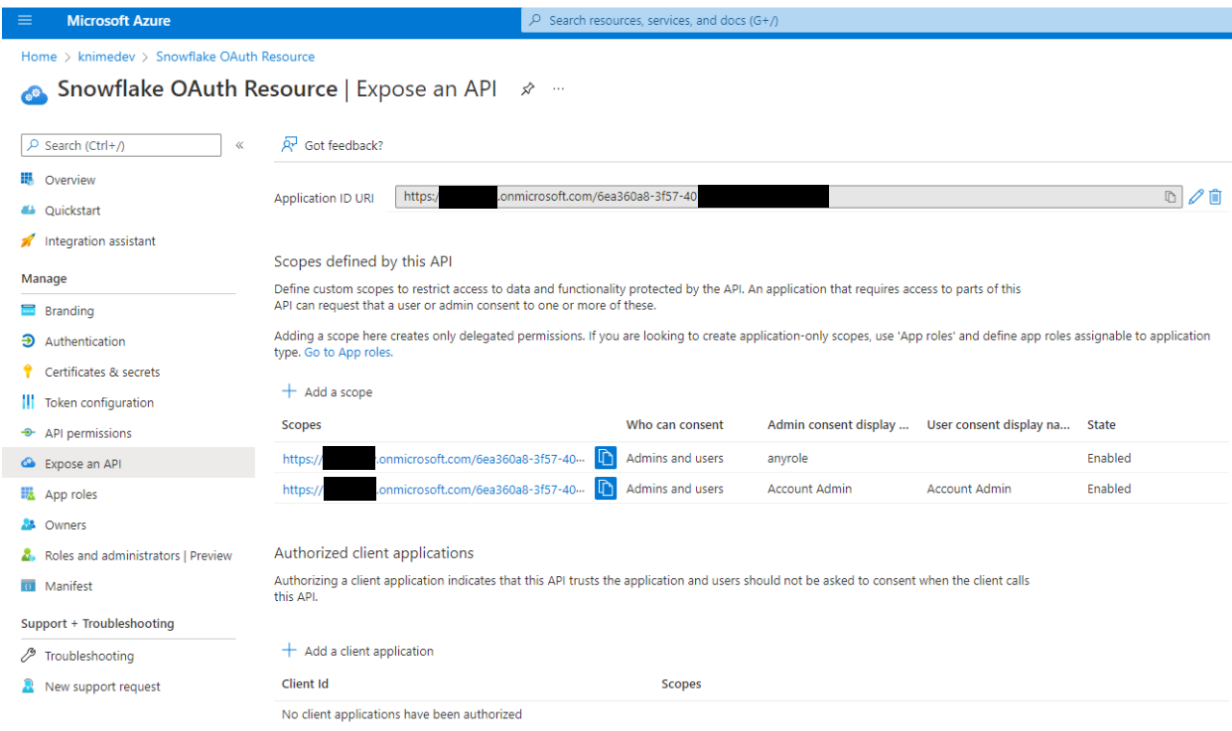 Microsoft Azure
Search resources, services, and docs (G+/)
Home > knimedev > Snowflake OAuth Resource
Snowflake OAuth Resource | Expose an API
Search (Ctrl+/)
«
Got feedback?
Overview
Quickstart
Integration assistant
Manage
Branding
Authentication
Certificates & secrets
Token configuration
API permissions
Expose an API
App roles
Owners
Roles and administrators | Preview
Manifest
Support + Troubleshooting
Troubleshooting
New support request
Application ID URI https:/ .onmicrosoft.com/6ea360a8-3f57-40
Scopes defined by this API
Define custom scopes to restrict access to data and functionality protected by the API. An application that requires access to parts of this
API can request that a user or admin consent to one or more of these.
Adding a scope here creates only delegated permissions. If you are looking to create application-only scopes, use 'App roles' and define app roles assignable to application
type. Go to App roles.
Add a scope
Scopes Who can consent Admin consent display ... User consent display na... State
https:// .onmicrosoft.com/6ea360a8-3f57-40... Admins and users anyrole Enabled
https:// .onmicrosoft.com/6ea360a8-3f57-40... Admins and users Account Admin Account Admin Enabled
Authorized client applications
Authorizing a client application indicates that this API trusts the application and users should not be asked to consent when the client calls
this API.
Add a client application
Client Id Scopes
No client applications have been authorized